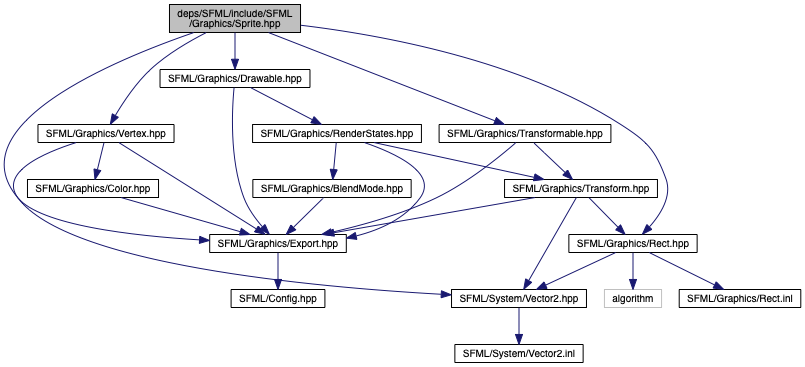 deps/SFML/include/SFML
/Graphics/Sprite.hpp
SFML/Graphics/Drawable.hpp
SFML/Graphics/Vertex.hpp
SFML/Graphics/RenderStates.hpp
SFML/Graphics/Transformable.hpp
SFML/Graphics/Color.hpp
SFML/Graphics/BlendMode.hpp
SFML/Graphics/Transform.hpp
SFML/Graphics/Export.hpp
SFML/Graphics/Rect.hpp
SFML/Config.hpp
SFML/System/Vector2.hpp
algorithm
SFML/Graphics/Rect.inl
SFML/System/Vector2.inl